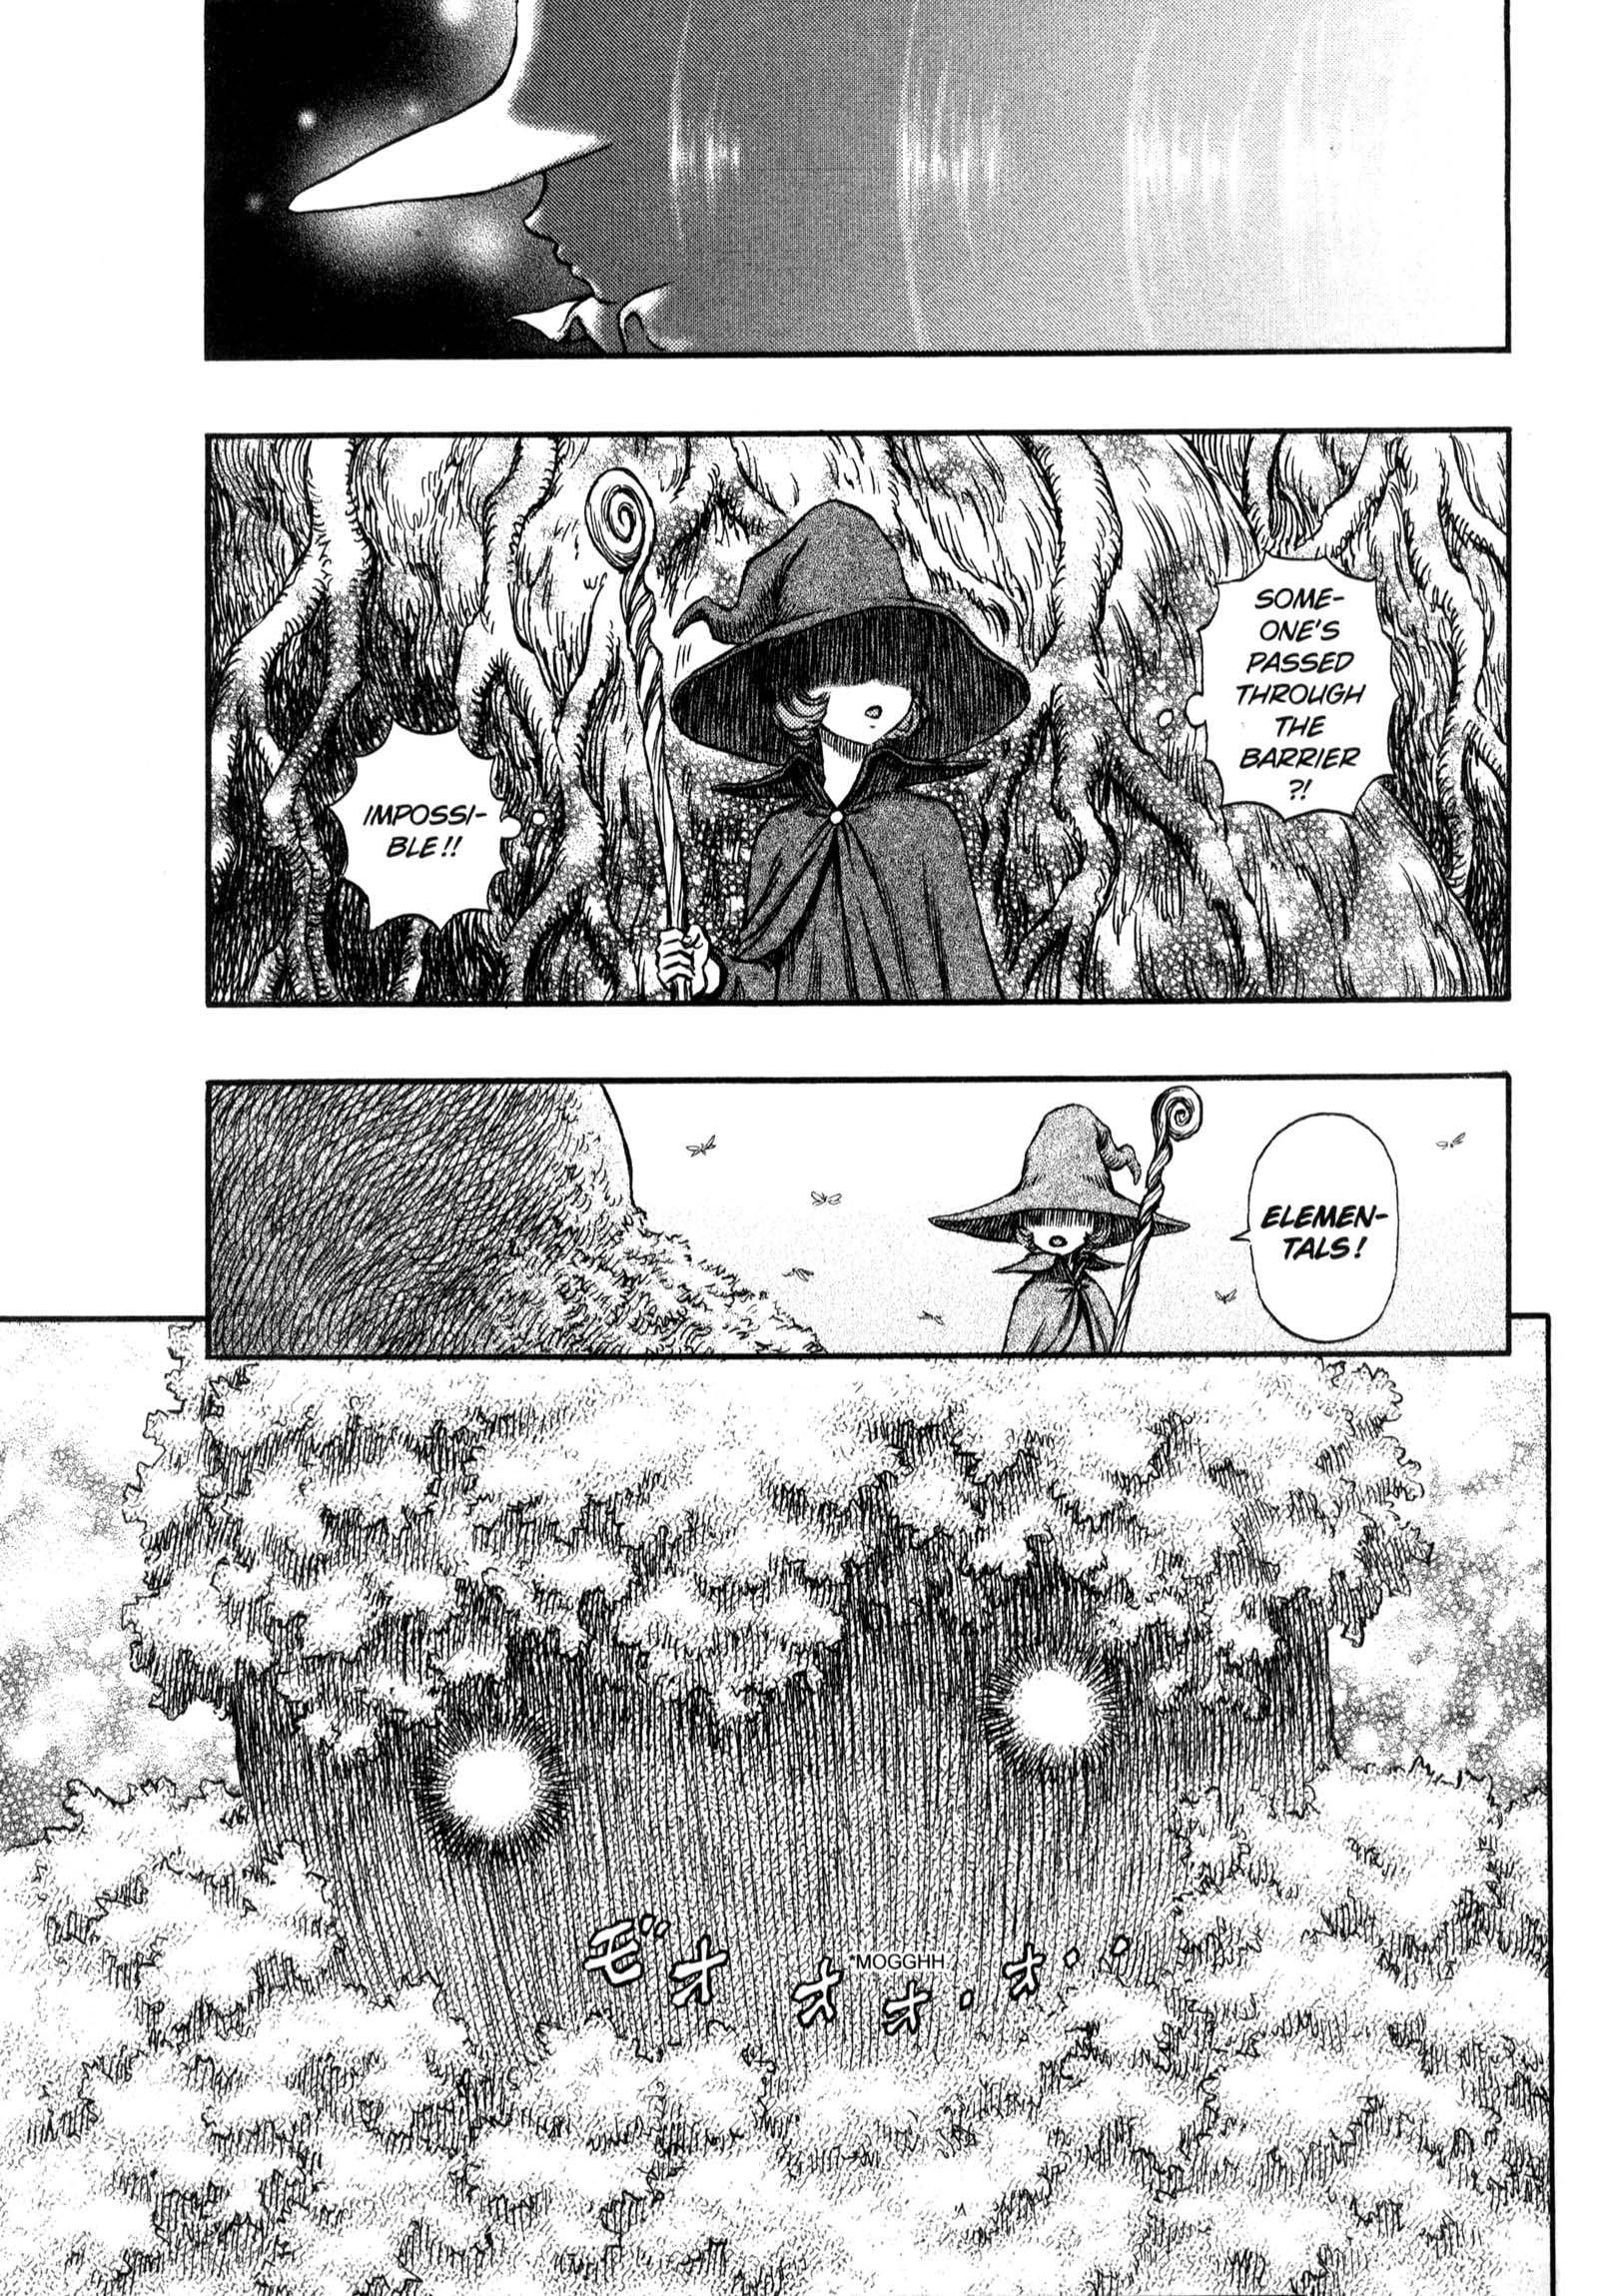 SOME-
ONE'S
PASSED
THROUGH
THE
BARRIER
?!
IMPOSSI-
BLE!!
ELEMEN-
TALS!
モ゛オオオ・オ・・
*MOGGHH